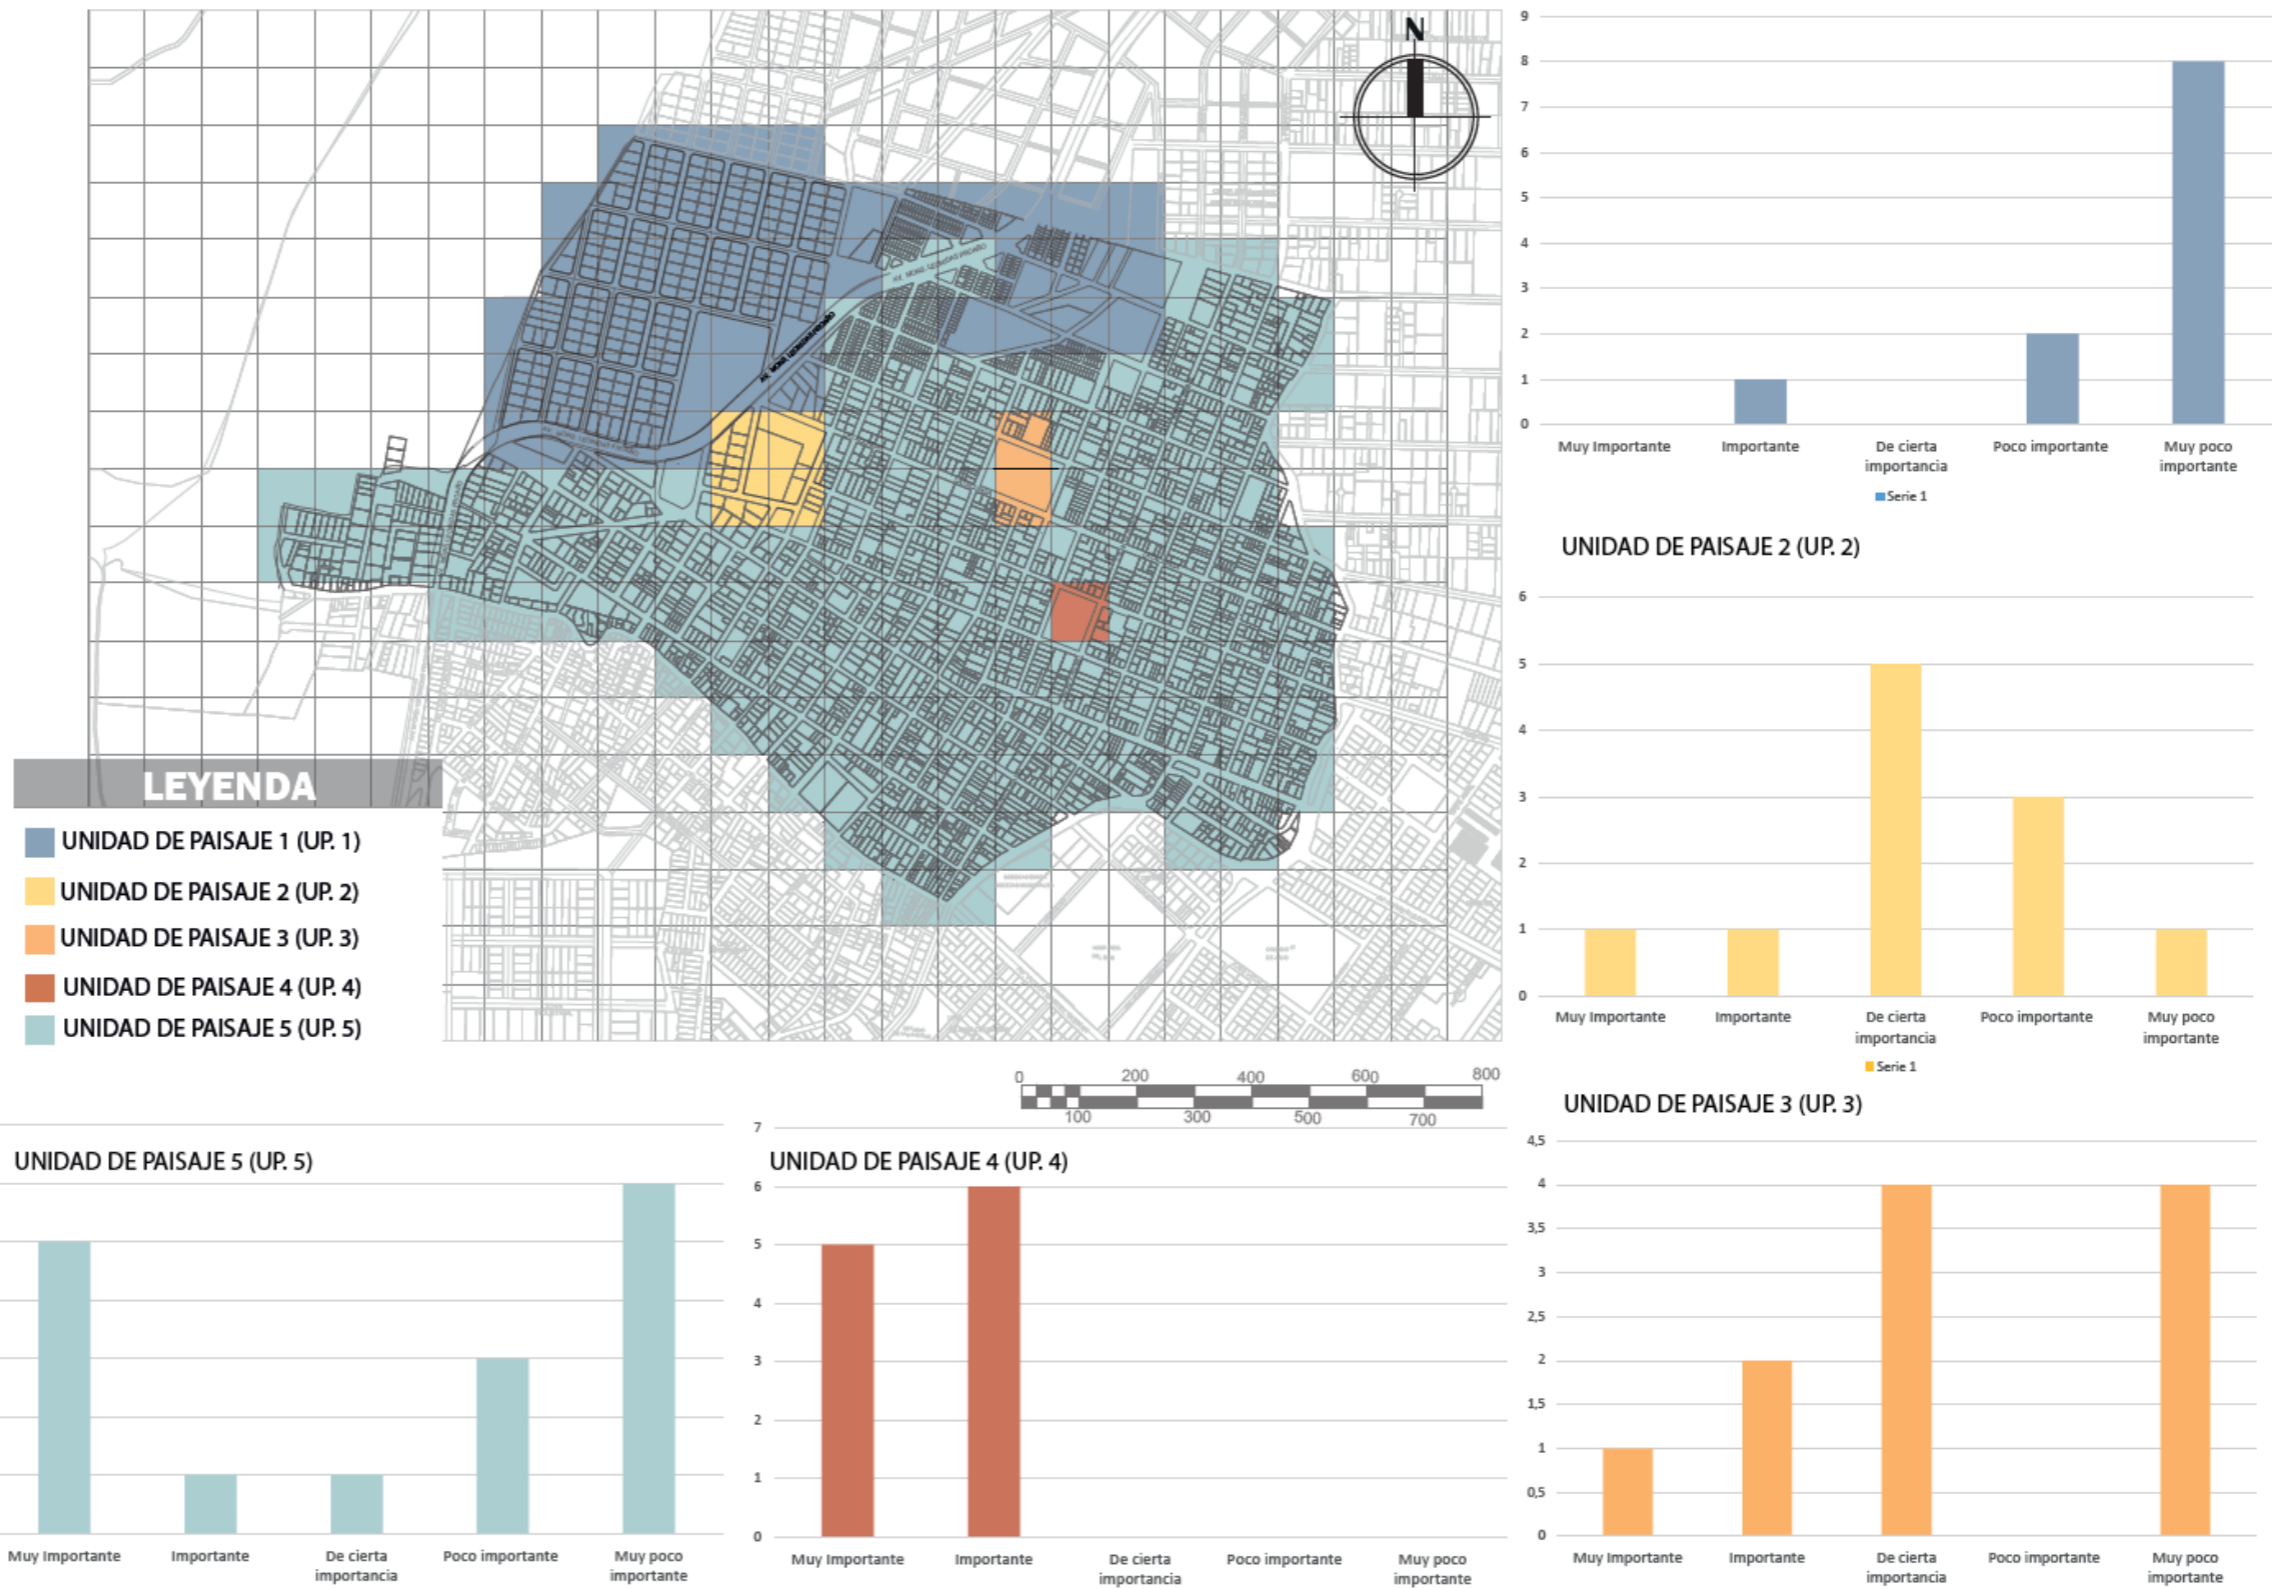 N
LEYENDA
UNIDAD DE PAISAJE 1 (UP. 1)
UNIDAD DE PAISAJE 2 (UP. 2)
UNIDAD DE PAISAJE 3 (UP. 3)
UNIDAD DE PAISAJE 4 (UP. 4)
UNIDAD DE PAISAJE 5 (UP. 5)
0 200 400 600 800
100 300 500 700
9
8
7
6
5
4
3
2
1
0
Muy Importante Importante De cierta importancia Poco importante Muy poco importante
Serie 1
UNIDAD DE PAISAJE 2 (UP. 2)
6
5
4
3
2
1
0
Muy Importante Importante De cierta importancia Poco importante Muy poco importante
Serie 1
UNIDAD DE PAISAJE 3 (UP. 3)
4,5
4
3,5
3
2,5
2
1,5
1
0,5
0
Muy Importante Importante De cierta importancia Poco importante Muy poco importante
UNIDAD DE PAISAJE 5 (UP. 5)
Muy Importante Importante De cierta importancia Poco importante Muy poco importante
UNIDAD DE PAISAJE 4 (UP. 4)
7
6
5
4
3
2
1
0
Muy Importante Importante De cierta importancia Poco importante Muy poco importante